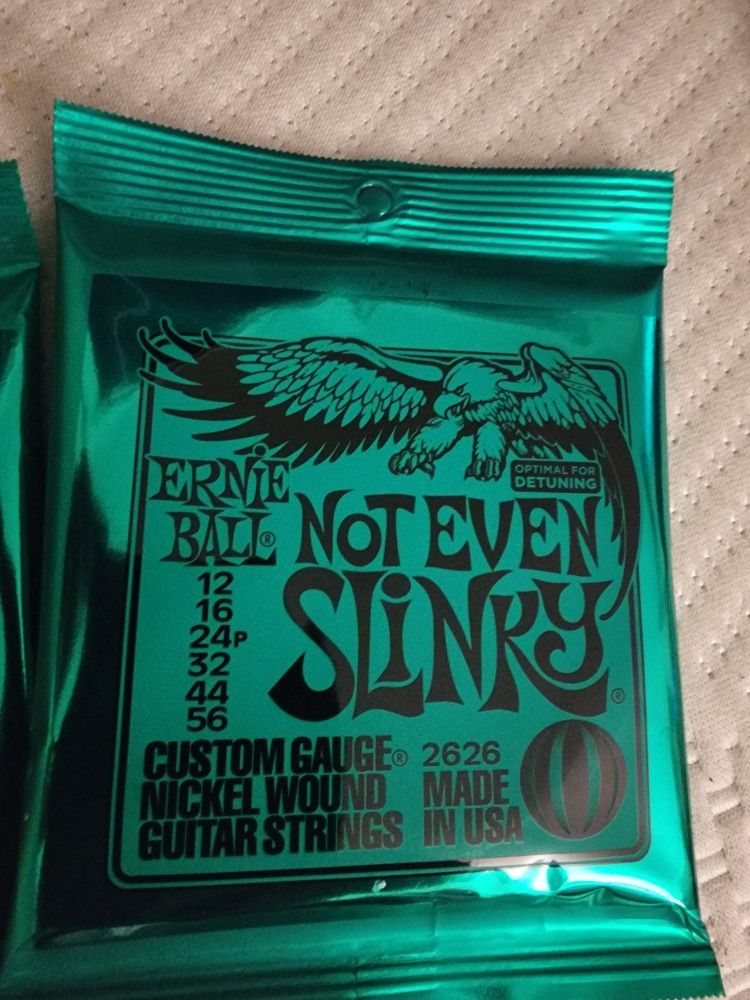 OPTIMAL FOR
DETUNING
ERNiE
BALL®
NOT EVEN
SLiNKY®
12
16
24P
32
44
56
CUSTOM GAUGE®
NICKEL WOUND
GUITAR STRINGS
2626
MADE
IN USA